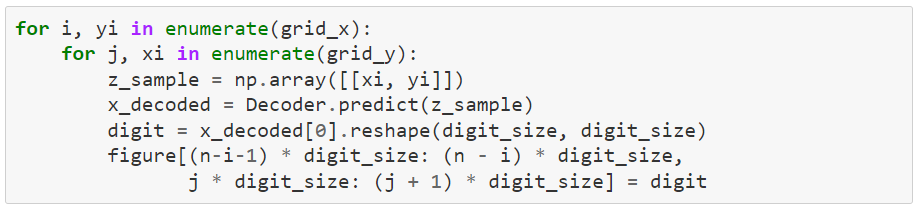 for i, yi in enumerate(grid_x):
    for j, xi in enumerate(grid_y):
        z_sample = np.array([[xi, yi]])
        x_decoded = Decoder.predict(z_sample)
        digit = x_decoded[0].reshape(digit_size, digit_size)
        figure[(n-i-1) * digit_size: (n - i) * digit_size,
               j * digit_size: (j + 1) * digit_size] = digit